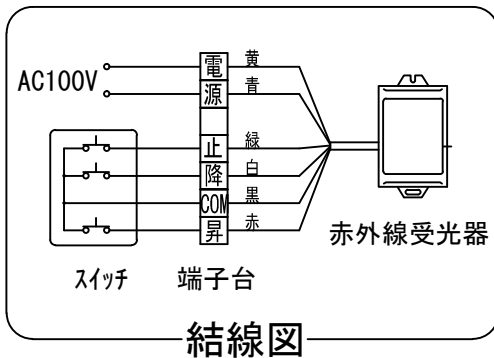 AC100V
電 黄
源 青
止 緑
降 白
COM 黒
昇 赤
スイッチ
端子台
赤外線受光器
結線図